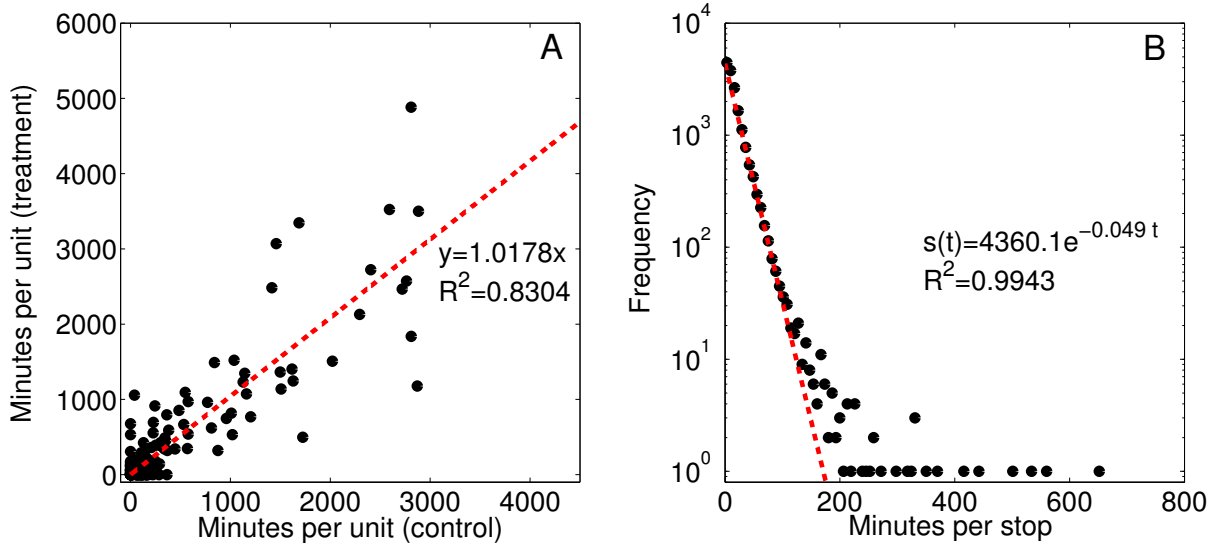 A
6000
5000
4000
3000
2000
1000
0
Minutes per unit (treatment)
y=1.0178x
R²=0.8304
0 1000 2000 3000 4000
Minutes per unit (control)
B
10⁴
10³
10²
10¹
10⁰
Frequency
s(t)=4360.1e⁻⁰·⁰⁴⁹ ᵗ
R²=0.9943
0 200 400 600 800
Minutes per stop